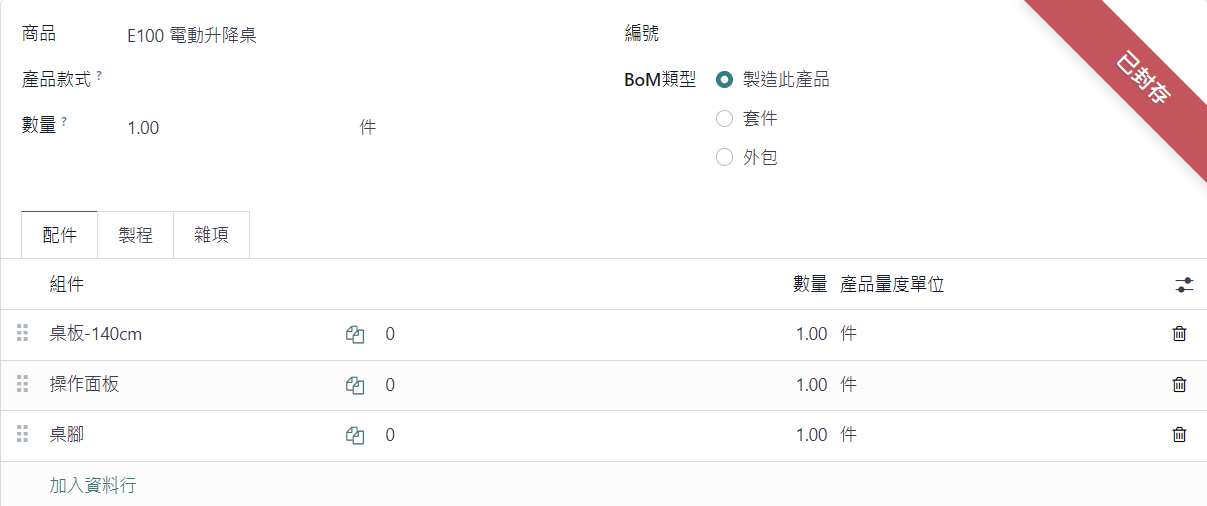 商品 E100 電動升降桌 編號
已封存
產品款式 ? BoM類型 製造此產品
套件
數量 ? 1.00 件
外包
配件 製程 雜項
組件 數量 產品量度單位
桌板-140cm 0 1.00 件
操作面板 0 1.00 件
桌腳 0 1.00 件
加入資料行